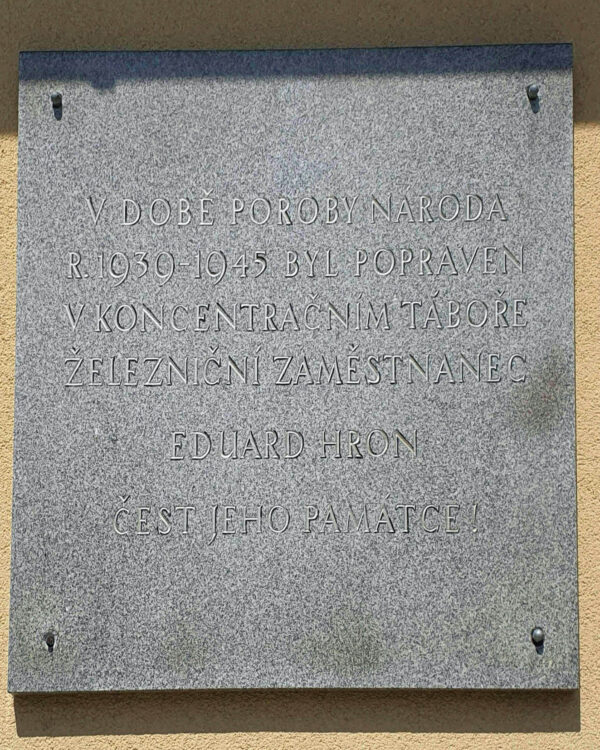 V DOBĚ POROBY NÁRODA
R. 1939-1945 BYL POPRAVEN
V KONCENTRAČNÍM TÁBOŘE
ŽELEZNIČNÍ ZAMĚSTNANEC
EDUARD HRON
ČEST JEHO PAMÁTCE!